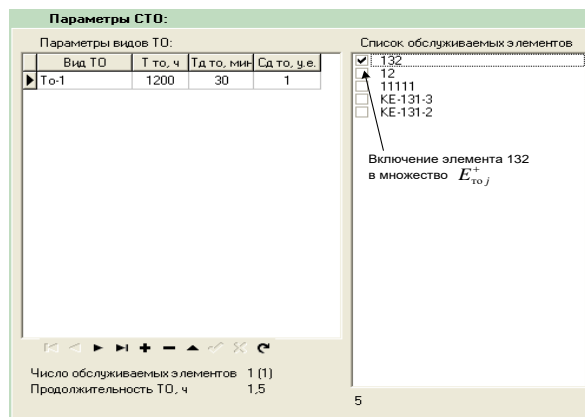 Параметры СТО:
Параметры видов ТО:
Список обслуживаемых элементов
Вид ТО Т то, ч Тд то, мин Сд то, у.е.
То-1 1200 30 1
132
12
11111
КЕ-131-3
КЕ-131-2
Включение элемента 132
в множество E⁺то j
Число обслуживаемых элементов 1 (1)
Продолжительность ТО, ч 1,5
5